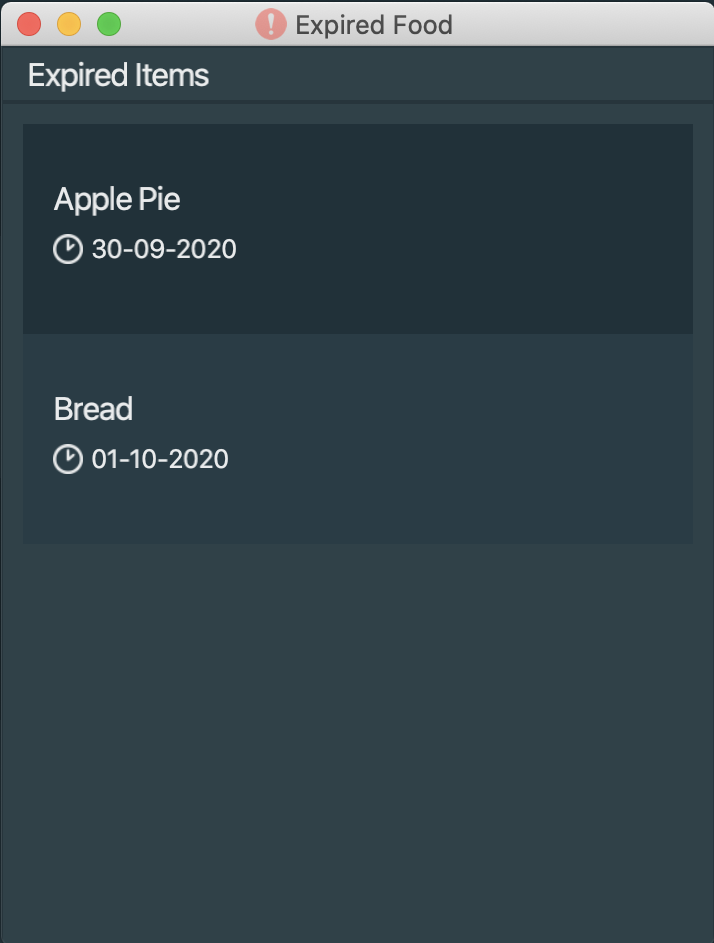 Expired Food
Expired Items
Apple Pie
30-09-2020
Bread
01-10-2020